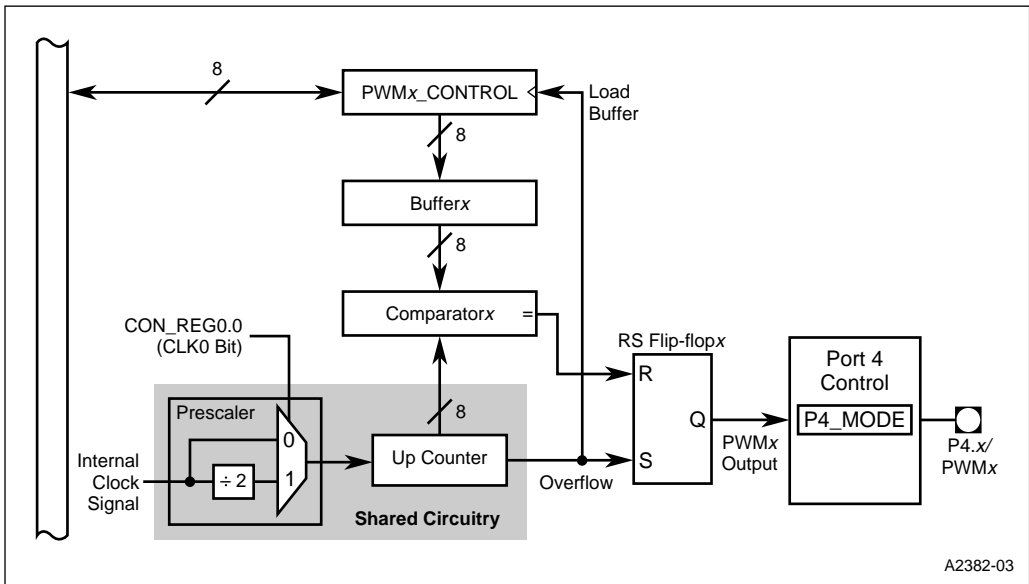 8
PWMx_CONTROL
Load
Buffer
8
Bufferx
8
Comparatorx =
CON_REG0.0
(CLK0 Bit)
RS Flip-flopx
Port 4
Control
P4_MODE
R
Q
S
PWMx
Output
P4.x/
PWMx
8
Prescaler
0
1
÷ 2
Internal
Clock
Signal
Up Counter
Overflow
Shared Circuitry
A2382-03